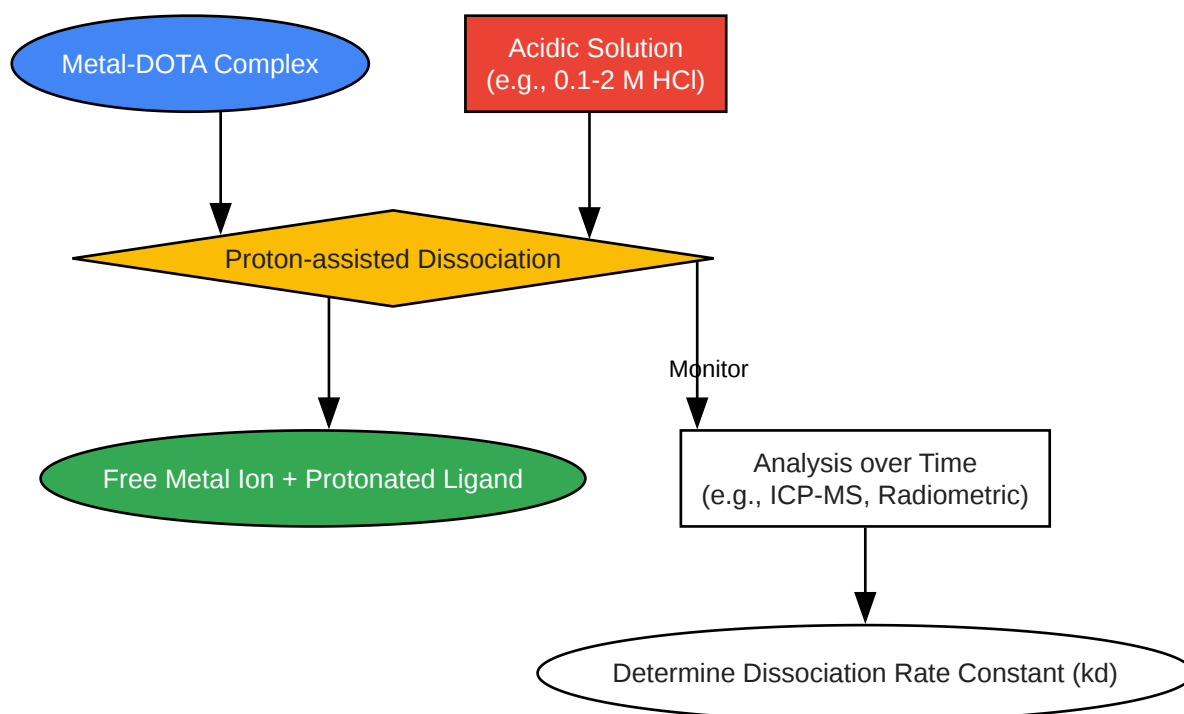 Metal-DOTA Complex
Acidic Solution
(e.g., 0.1-2 M HCl)
Proton-assisted Dissociation
Monitor
Free Metal Ion + Protonated Ligand
Analysis over Time
(e.g., ICP-MS, Radiometric)
Determine Dissociation Rate Constant (kd)